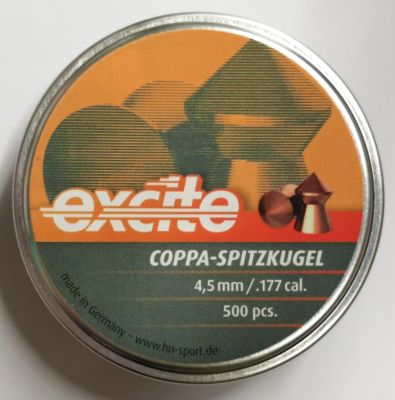 excite
COPPA-SPITZKUGEL
4,5 mm / .177 cal.
500 pcs.
made in Germany – www.hn-sport.de